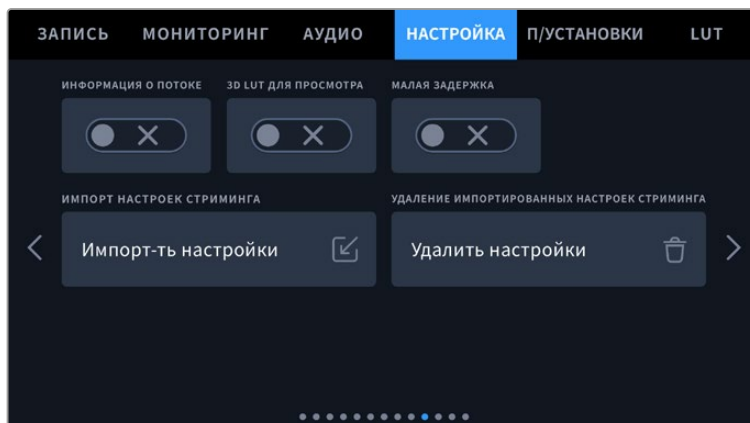 ЗАПИСЬ МОНИТОРИНГ АУДИО НАСТРОЙКА П/УСТАНОВКИ LUT
ИНФОРМАЦИЯ О ПОТОКЕ 3D LUT ДЛЯ ПРОСМОТРА МАЛАЯ ЗАДЕРЖКА
ИМПОРТ НАСТРОЕК СТРИМИНГА УДАЛЕНИЕ ИМПОРТИРОВАННЫХ НАСТРОЕК СТРИМИНГА
Импорт-ть настройки Удалить настройки